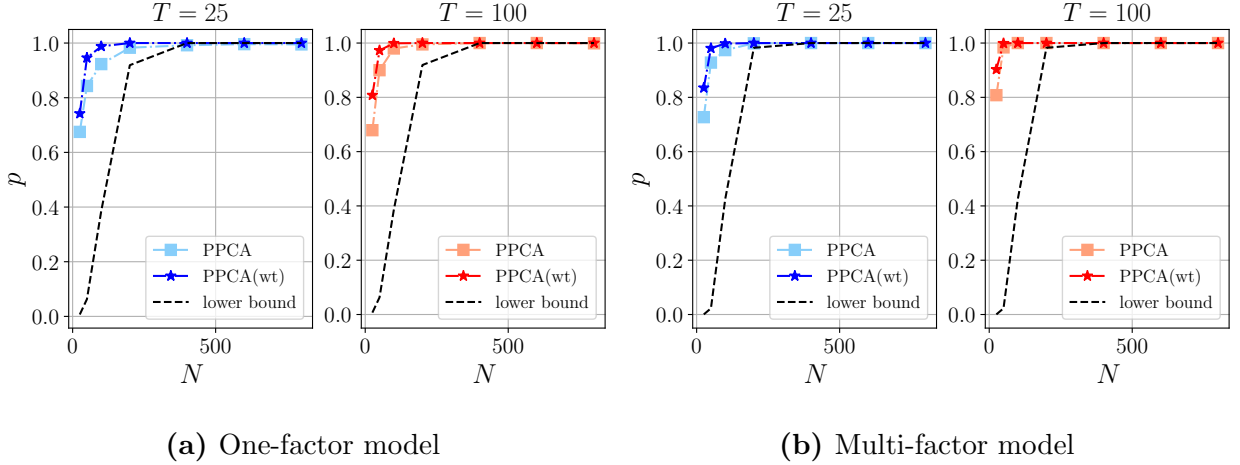 T = 25
1.0
0.8
0.6
0.4
0.2
0.0
p
PPCA
PPCA(wt)
lower bound
0
500
N
T = 100
PPCA
PPCA(wt)
lower bound
0
500
N
(a) One-factor model
T = 25
1.0
0.8
0.6
0.4
0.2
0.0
p
PPCA
PPCA(wt)
lower bound
0
500
N
T = 100
PPCA
PPCA(wt)
lower bound
0
500
N
(b) Multi-factor model